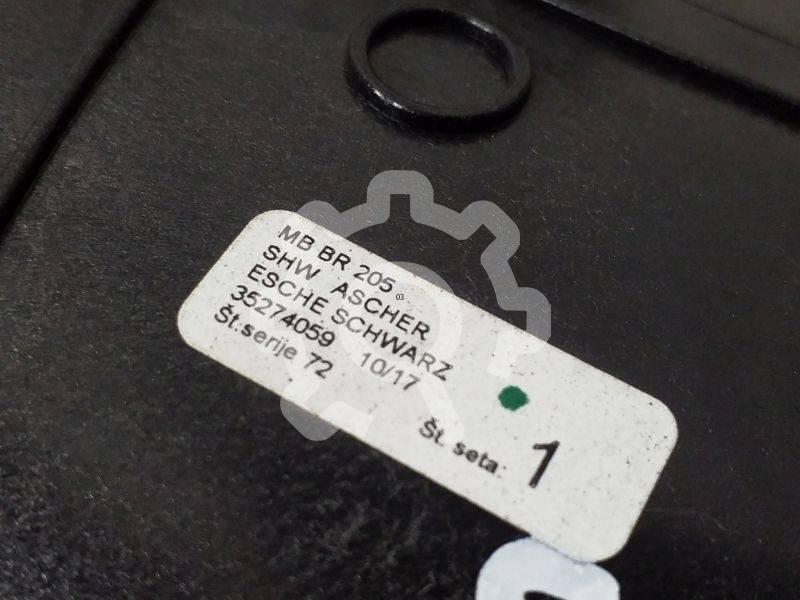 MB BR 205
SHW ASCHER
ESCHE SCHWARZ
35274059 10/17
Št.serije 72
Št. seta: 1
03